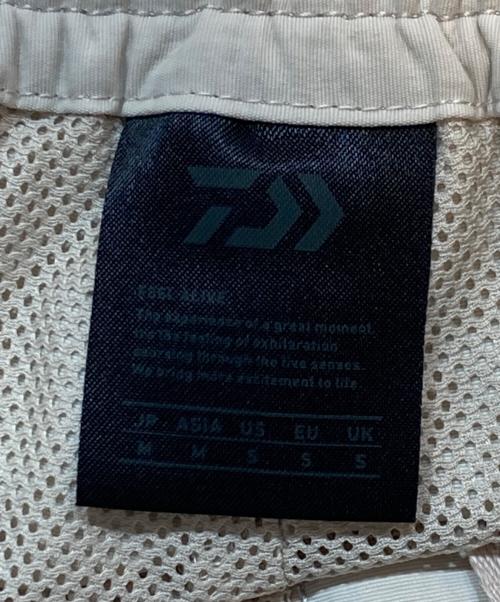 FEEL ALIVE.
The experience of a great moment,
and the feeling of exhilaration
coursing through the five senses.
We bring more excitement to life.
JP ASIA US EU UK
M M S S S